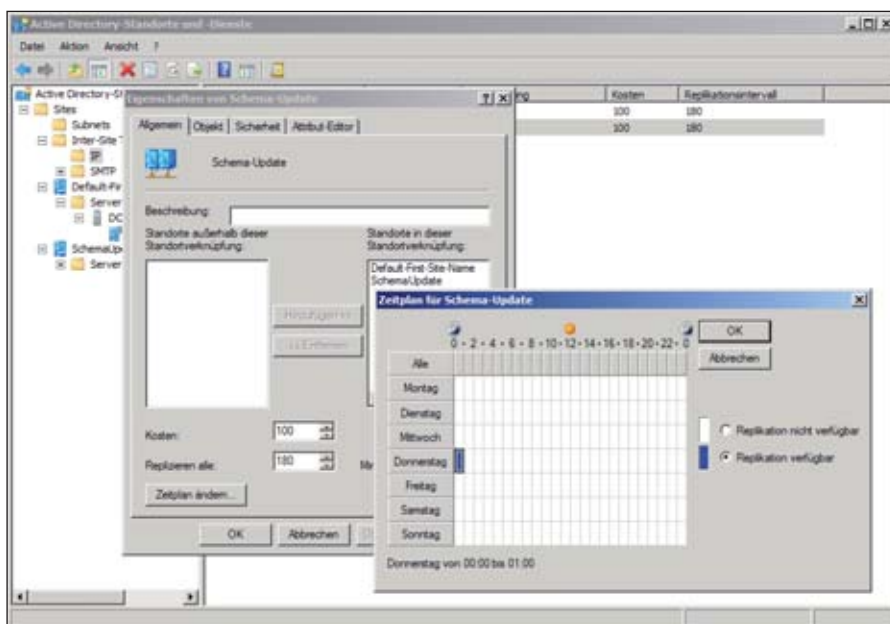 Active Directory-Standorte und -Dienste
Datei Aktion Ansicht ?
Active Directory-S
Sites
Subnets
Inter-Site
IP
SMTP
Default-Fir
Server
DC
SchemaUp
Server
Kosten Replikationsintervall
100 180
100 180
Eigenschaften von Schema-Update
Allgemein Objekt Sicherheit Attribut-Editor
Schema-Update
Beschreibung:
Standorte außerhalb dieser Standortverknüpfung:
Standorte in dieser Standortverknüpfung:
Default-First-Site-Name
SchemaUpdate
Hinzufügen >>
<< Entfernen
Kosten: 100
Replizieren alle: 180
Zeitplan ändern...
OK Abbrechen
Zeitplan für Schema-Update
0 · 2 · 4 · 6 · 8 · 10 · 12 · 14 · 16 · 18 · 20 · 22 · 0
Alle
Montag
Dienstag
Mittwoch
Donnerstag
Freitag
Samstag
Sonntag
OK
Abbrechen
Replikation nicht verfügbar
Replikation verfügbar
Donnerstag von 00:00 bis 01:00